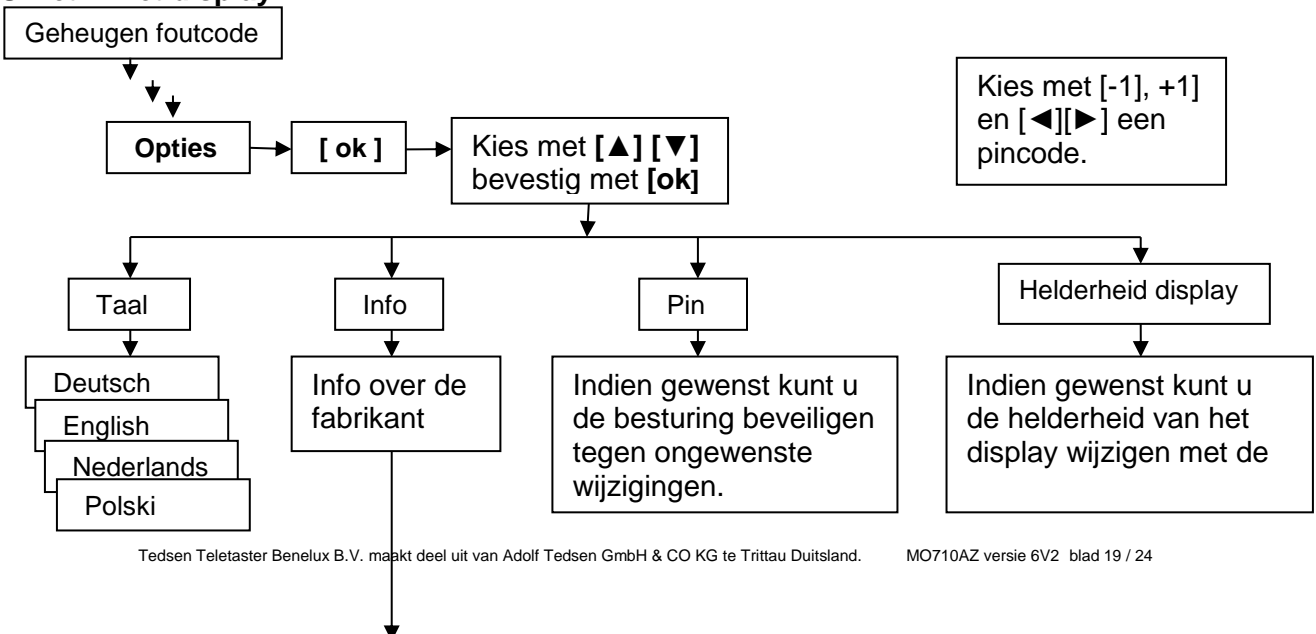 Geheugen foutcode
Kies met [-1], +1]
en [◄][►] een
pincode.
Opties
[ ok ]
Kies met [▲] [▼]
bevestig met [ok]
Taal
Info
Pin
Helderheid display
Deutsch
English
Nederlands
Polski
Info over de
fabrikant
Indien gewenst kunt u
de besturing beveiligen
tegen ongewenste
wijzigingen.
Indien gewenst kunt u
de helderheid van het
display wijzigen met de
Tedsen Teletaster Benelux B.V. maakt deel uit van Adolf Tedsen GmbH & CO KG te Trittau Duitsland. MO710AZ versie 6V2 blad 19 / 24